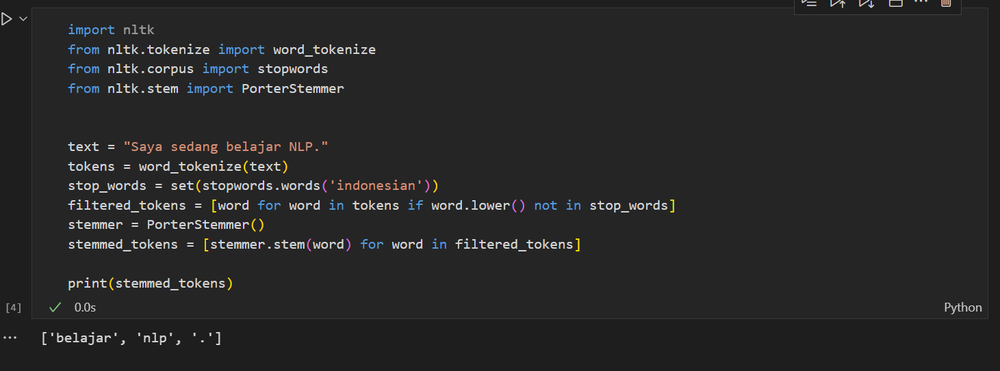 import nltk
from nltk.tokenize import word_tokenize
from nltk.corpus import stopwords
from nltk.stem import PorterStemmer
text = "Saya sedang belajar NLP."
tokens = word_tokenize(text)
stop_words = set(stopwords.words('indonesian'))
filtered_tokens = [word for word in tokens if word.lower() not in stop_words]
stemmer = PorterStemmer()
stemmed_tokens = [stemmer.stem(word) for word in filtered_tokens]
print(stemmed_tokens)
[4] 0.0s Python
['belajar', 'nlp', '.']